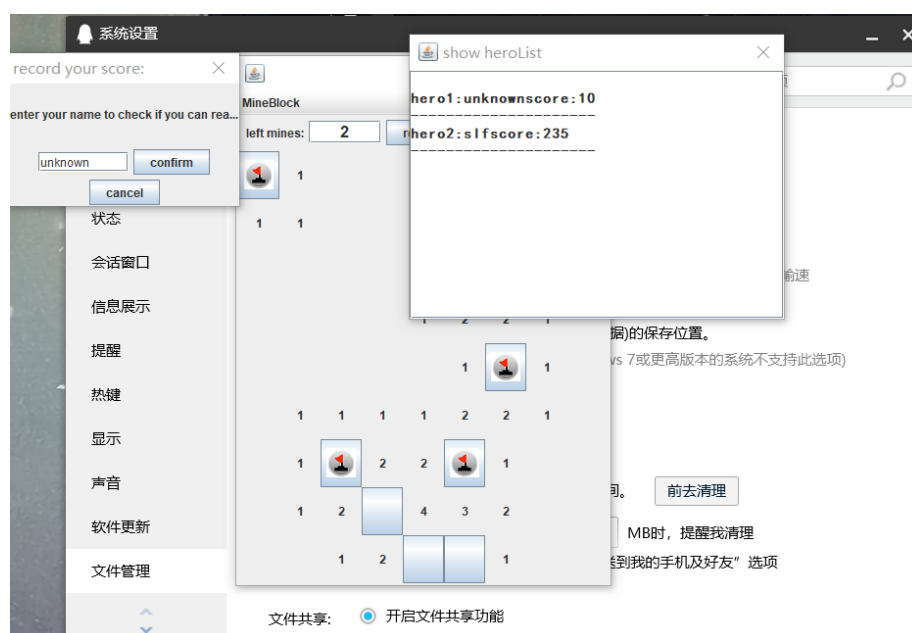 系统设置
record your score:
enter your name to check if you can rea...
unknown
confirm
cancel
MineBlock
left mines:
2
show heroList
hero1:unknownscore:10
----------------------
hero2:slfscore:235
----------------------
1
1 1
1 2 2 1
1 1
1 1 1 1 2 2 1
1 2 2 1
1 2 4 3 2
1 2 1
状态
会话窗口
信息展示
提醒
热键
显示
声音
软件更新
文件管理
输速
据)的保存位置。
7或更高版本的系统不支持此选项)
前去清理
MB时，提醒我清理
到我的手机及好友”选项
文件共享:
开启文件共享功能